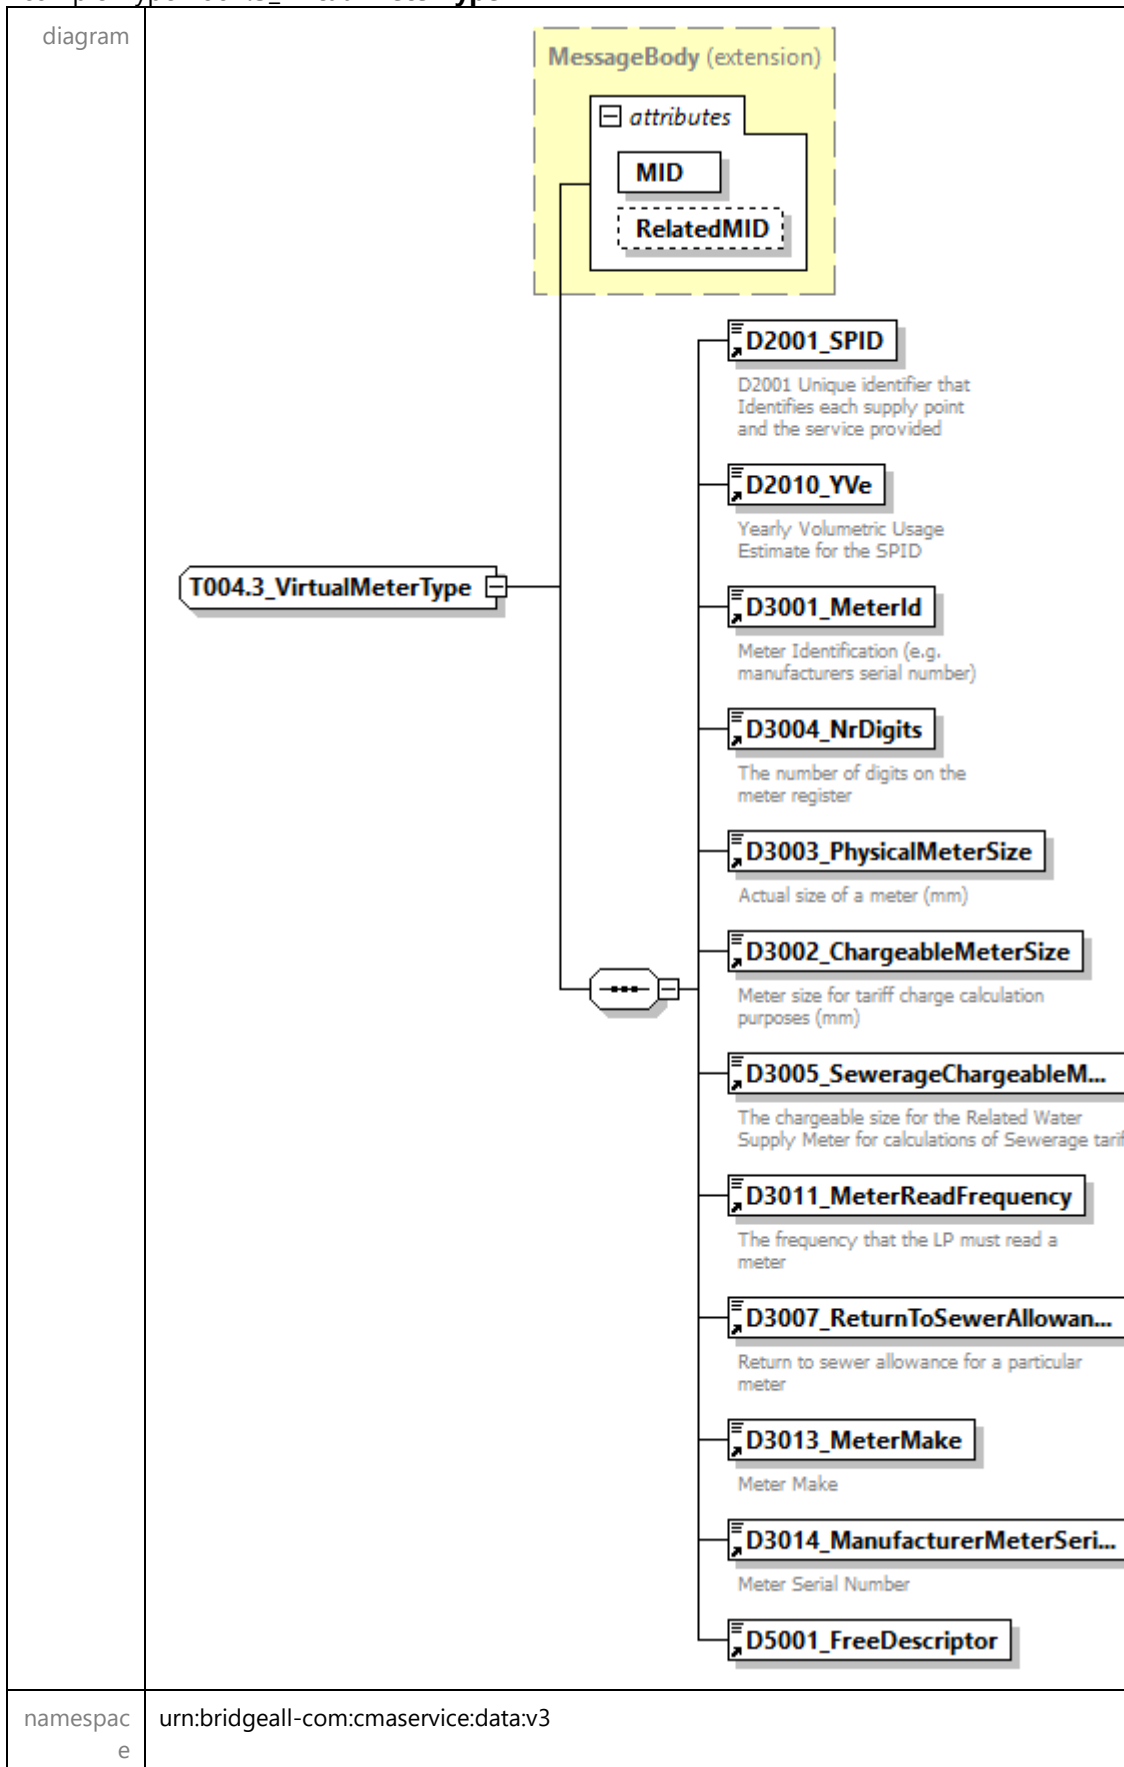 diagram
MessageBody (extension)
attributes
MID
RelatedMID
D2001_SPID
D2001 Unique identifier that
Identifies each supply point
and the service provided
D2010_YVe
Yearly Volumetric Usage
Estimate for the SPID
T004.3_VirtualMeterType
D3001_MeterId
Meter Identification (e.g.
manufacturers serial number)
D3004_NrDigits
The number of digits on the
meter register
D3003_PhysicalMeterSize
Actual size of a meter (mm)
D3002_ChargeableMeterSize
Meter size for tariff charge calculation
purposes (mm)
D3005_SewerageChargeableM...
The chargeable size for the Related Water
Supply Meter for calculations of Sewerage tarif
D3011_MeterReadFrequency
The frequency that the LP must read a
meter
D3007_ReturnToSewerAllowan...
Return to sewer allowance for a particular
meter
D3013_MeterMake
Meter Make
D3014_ManufacturerMeterSeri...
Meter Serial Number
D5001_FreeDescriptor
namespac
e
urn:bridgeall-com:cmaservice:data:v3